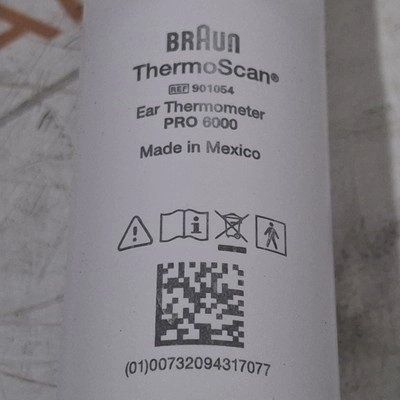 BRAUN
ThermoScan®
REF 901054
Ear Thermometer
PRO 6000
Made in Mexico
(01)00732094317077